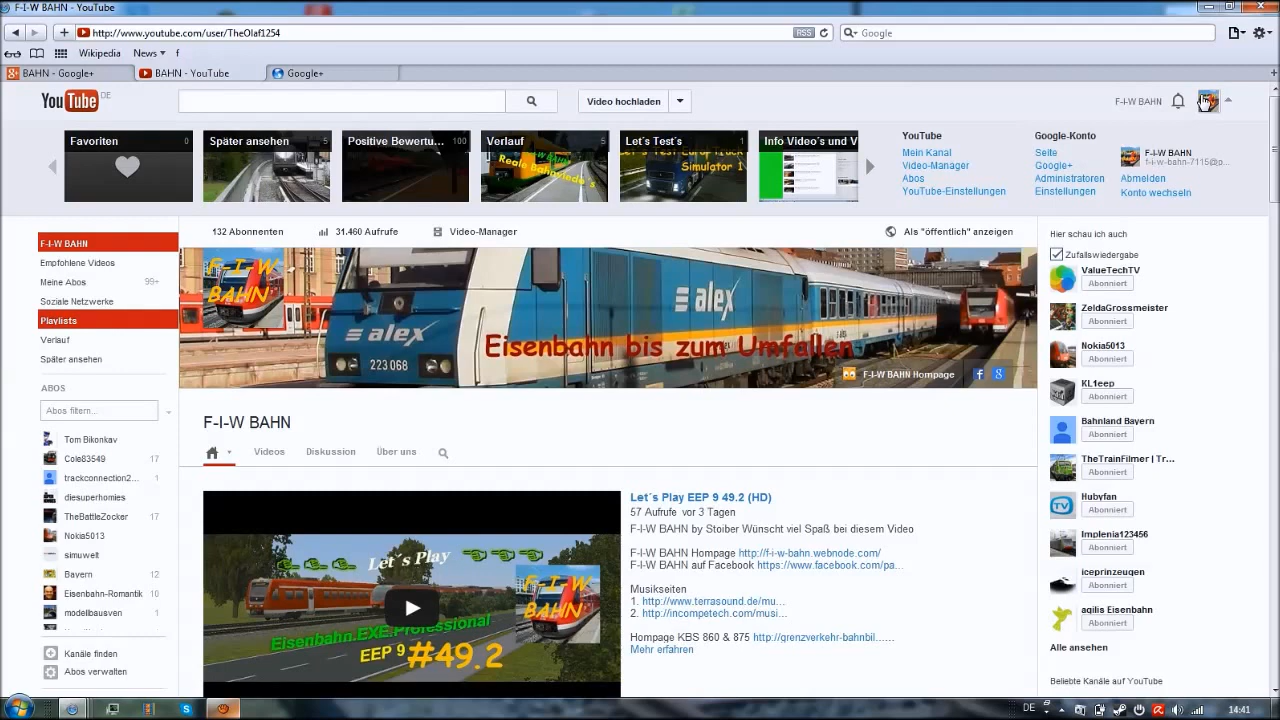 F-I-W BAHN - YouTube
http://www.youtube.com/user/TheOlaf1254
RSS
Google
Wikipedia News f
BAHN - Google+
BAHN - YouTube
Google+
YouTube DE
Video hochladen
F-I-W BAHN
Favoriten 0
Später ansehen 5
Positive Bewertu... 100
Verlauf 5
Reale Bahnvideo´s
Let´s Test´s 1
Simulator 1
Info Video´s und V
YouTube
Mein Kanal
Video-Manager
Abos
YouTube-Einstellungen
Google-Konto
Seite
Google+
Administratoren
Einstellungen
F-I-W BAHN
f-i-w-bahn-7115@p...
Abmelden
Konto wechseln
132 Abonnenten
31.460 Aufrufe
Video-Manager
Als "öffentlich" anzeigen
F-I-W BAHN
Empfohlene Videos
Meine Abos 99+
Soziale Netzwerke
Playlists
Verlauf
Später ansehen
ABOS
Abos filtern...
Tom Bikonkav
Cole83549 17
trackconnection2... 1
diesuperhomies
TheBattleZocker 17
Nokia5013
simuwelt
Bayern 12
Eisenbahn-Romantik 10
modellbausven 1
Kanäle finden
Abos verwalten
F-I-W
BAHN
alex
alex
223 068
Eisenbahn bis zum Umfallen
F-I-W BAHN Hompage
F-I-W BAHN
Videos
Diskussion
Über uns
Let´s Play
F-I-W
BAHN
Eisenbahn.EXE.Professional
EEP 9 #49.2
Let´s Play EEP 9 49.2 (HD)
57 Aufrufe vor 3 Tagen
F-I-W BAHN by Stoiber Wünscht viel Spaß bei diesem Video
F-I-W BAHN Hompage http://f-i-w-bahn.webnode.com/
F-I-W BAHN auf Facebook https://www.facebook.com/pa...
Musikseiten
1. http://www.terrasound.de/mu...
2. http://incompetech.com/musi...
Hompage KBS 860 & 875 http://grenzverkehr-bahnbil......
Mehr erfahren
Hier schau ich auch
Zufallswiedergabe
ValueTechTV
Abonniert
ZeldaGrossmeister
Abonniert
Nokia5013
Abonniert
KL1eep
Abonniert
Bahnland Bayern
Abonniert
TheTrainFilmer | Tr...
Abonniert
Hubyfan
Abonniert
Implenia123456
Abonniert
iceprinzeugen
Abonniert
agilis Eisenbahn
Abonniert
Alle ansehen
Beliebte Kanäle auf YouTube
DE
14:41